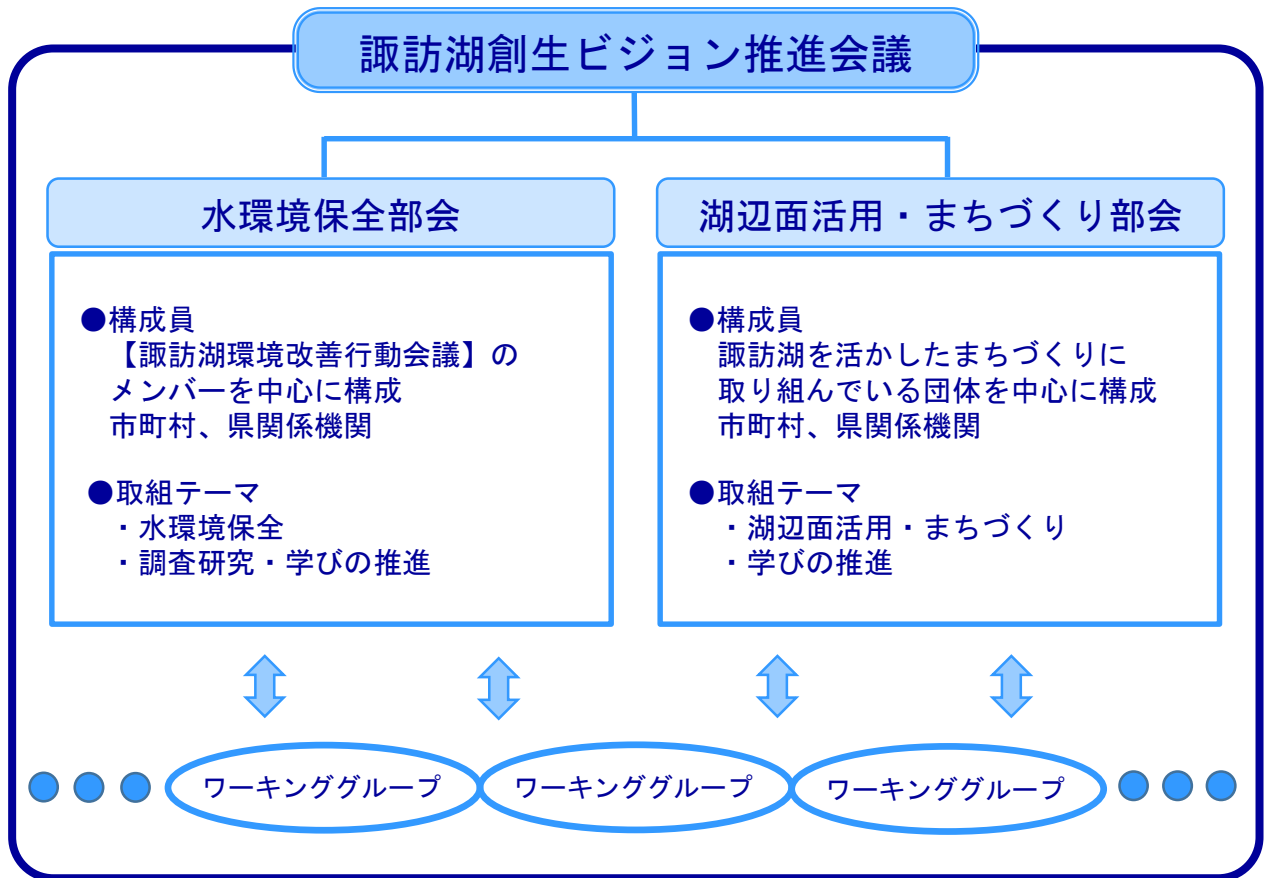 諏訪湖創生ビジョン推進会議
水環境保全部会
●構成員
【諏訪湖環境改善行動会議】の
メンバーを中心に構成
市町村、県関係機関
●取組テーマ
・水環境保全
・調査研究・学びの推進
湖辺面活用・まちづくり部会
●構成員
諏訪湖を活かしたまちづくりに
取り組んでいる団体を中心に構成
市町村、県関係機関
●取組テーマ
・湖辺面活用・まちづくり
・学びの推進
ワーキンググループ
ワーキンググループ
ワーキンググループ